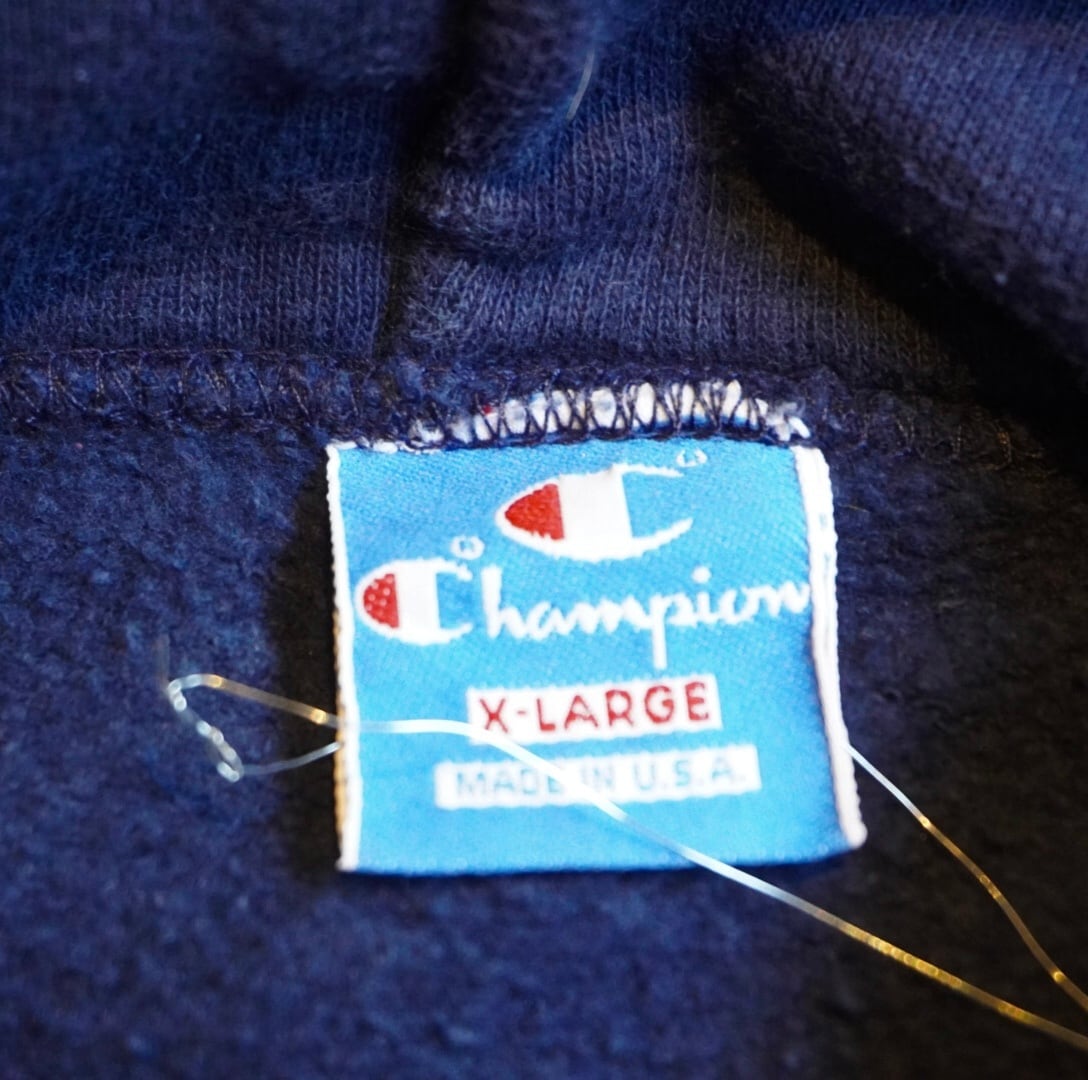 Champion
X-LARGE
MADE IN U.S.A.